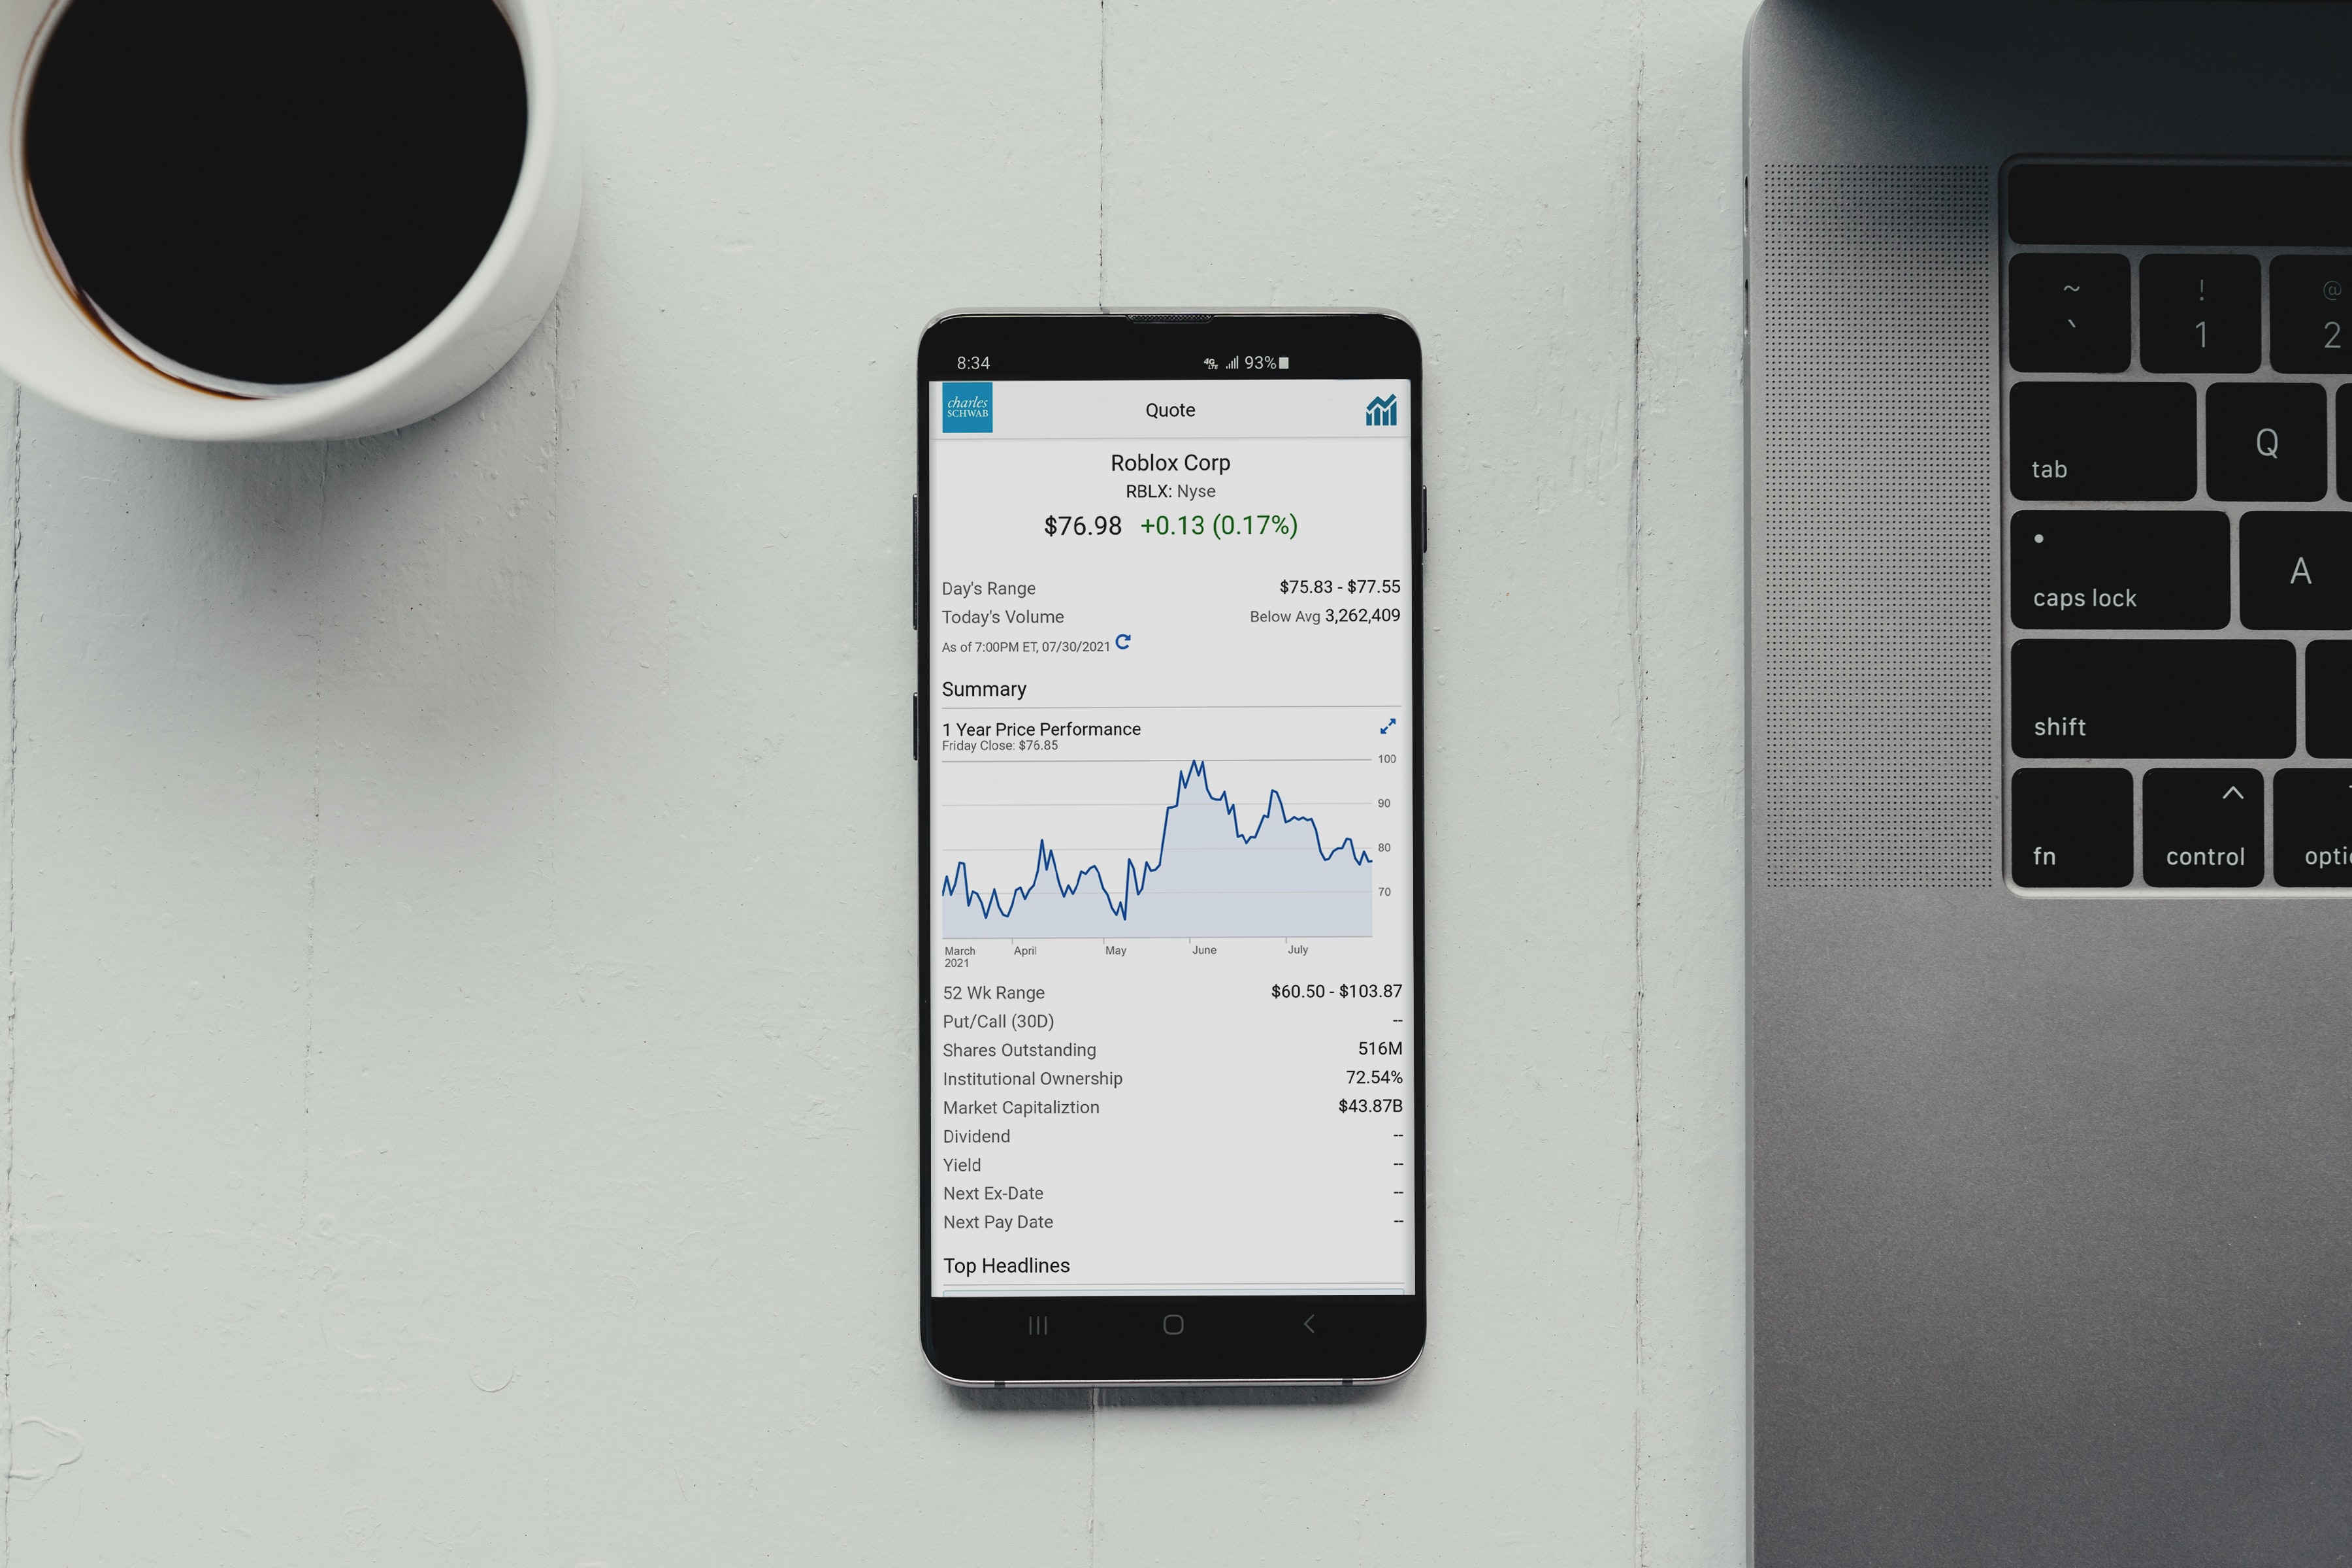 8:34
4G LTE 93%
charles
SCHWAB
Quote
Roblox Corp
RBLX: Nyse
$76.98 +0.13 (0.17%)
Day's Range $75.83 - $77.55
Today's Volume Below Avg 3,262,409
As of 7:00PM ET, 07/30/2021
Summary
1 Year Price Performance
Friday Close: $76.85
100
90
80
70
March April May June July
2021
52 Wk Range $60.50 - $103.87
Put/Call (30D) --
Shares Outstanding 516M
Institutional Ownership 72.54%
Market Capitaliztion $43.87B
Dividend --
Yield --
Next Ex-Date --
Next Pay Date --
Top Headlines
~ ! @
` 1 2
tab Q
caps lock A
shift
fn control opti